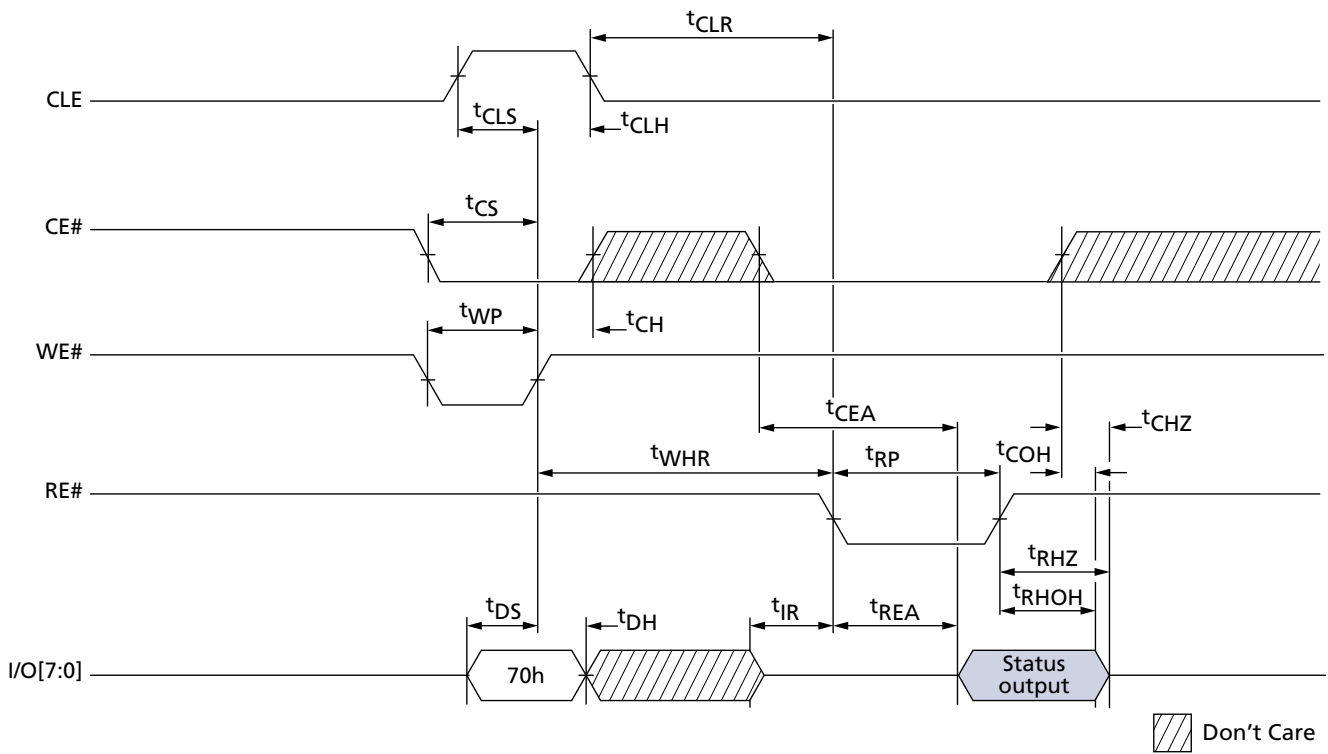 tCLR
CLE
tCLS
tCLH
tCS
CE#
tWP
tCH
WE#
tCEA
tCHZ
tWHR
tRP
tCOH
RE#
tRHZ
tRHOH
tDS
tDH
tIR
tREA
I/O[7:0]
70h
Status
output
Don't Care